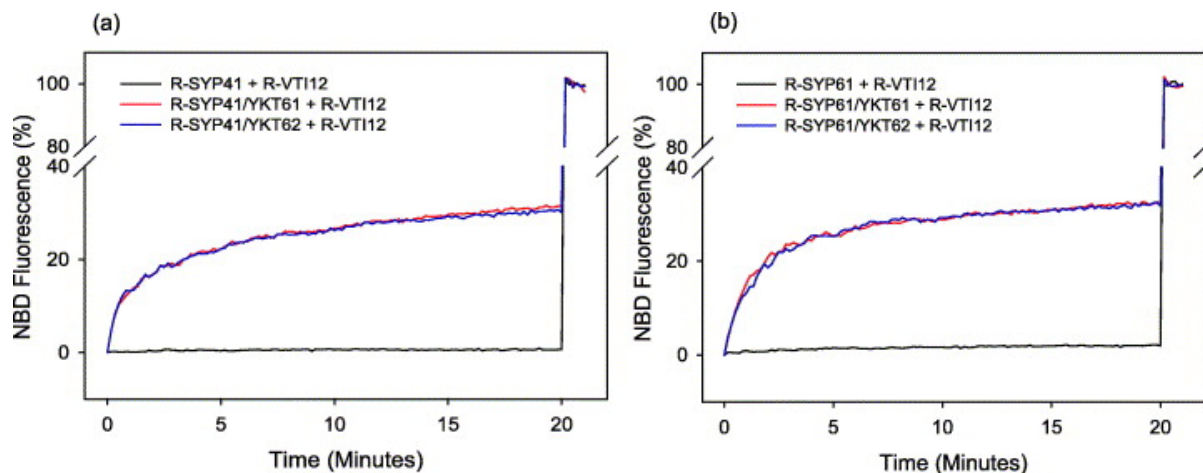 (a)
R-SYP41 + R-VTI12
R-SYP41/YKT61 + R-VTI12
R-SYP41/YKT62 + R-VTI12
NBD Fluorescence (%)
100
80
40
20
0
0 5 10 15 20
Time (Minutes)
(b)
R-SYP61 + R-VTI12
R-SYP61/YKT61 + R-VTI12
R-SYP61/YKT62 + R-VTI12
NBD Fluorescence (%)
100
80
40
20
0
0 5 10 15 20
Time (Minutes)